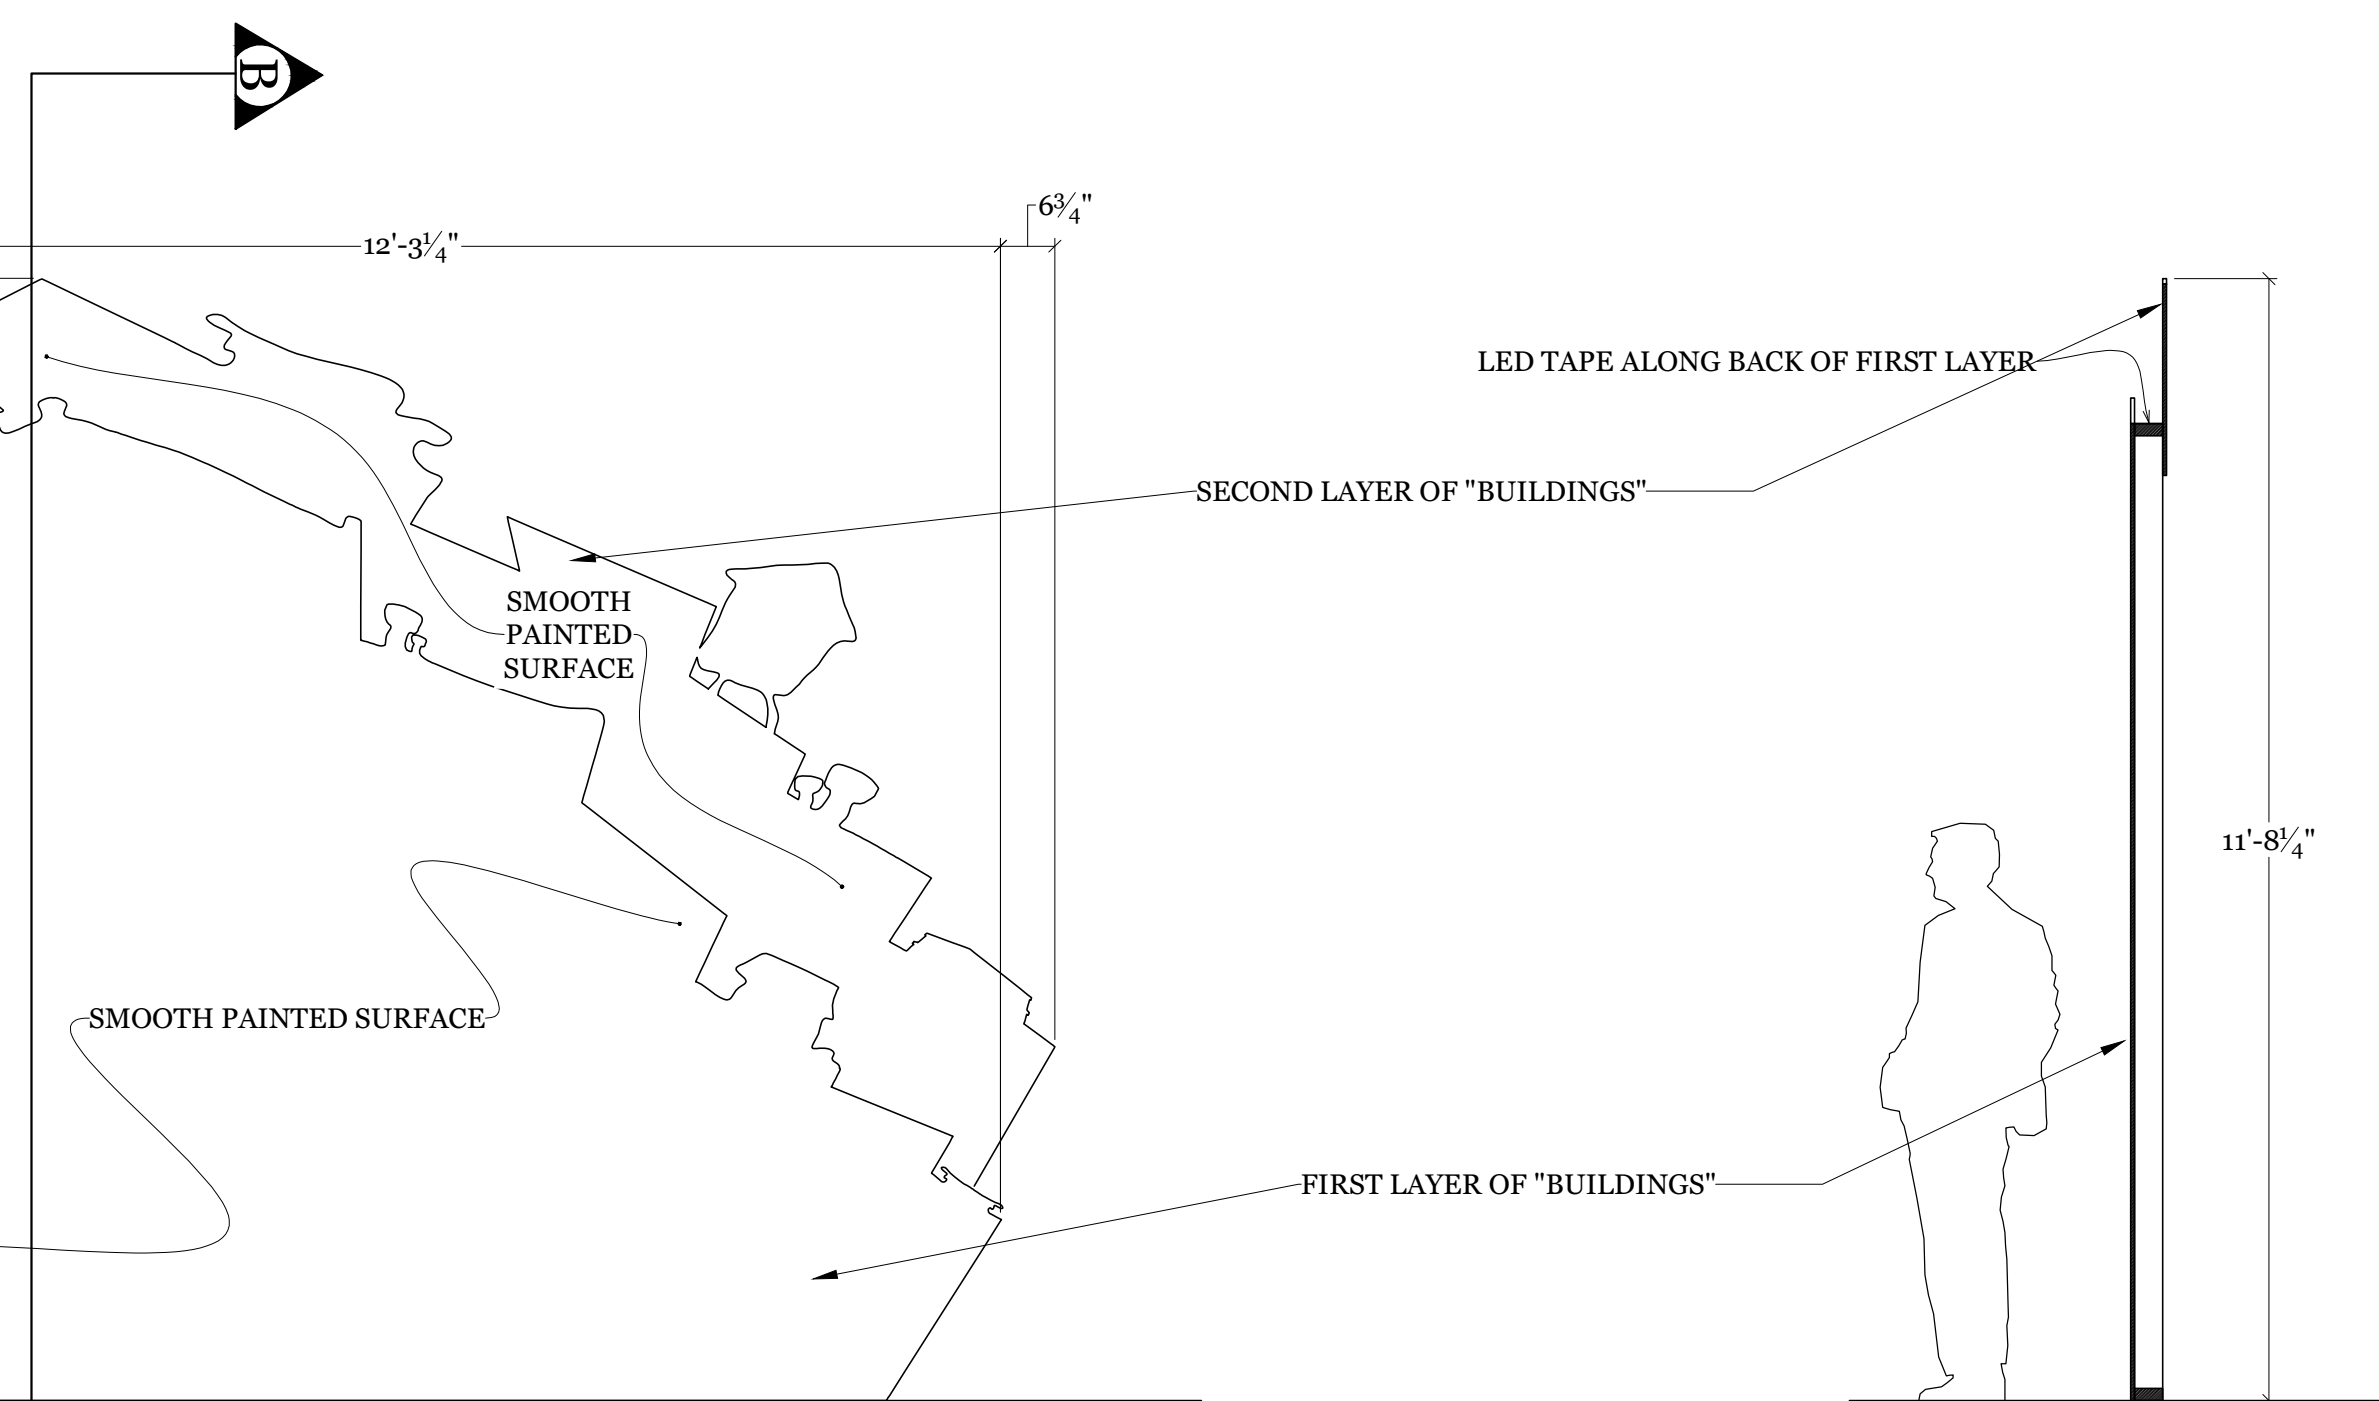 B
6¾"
12'-3¼"
LED TAPE ALONG BACK OF FIRST LAYER
SECOND LAYER OF "BUILDINGS"
SMOOTH
PAINTED
SURFACE
11'-8¼"
SMOOTH PAINTED SURFACE
FIRST LAYER OF "BUILDINGS"